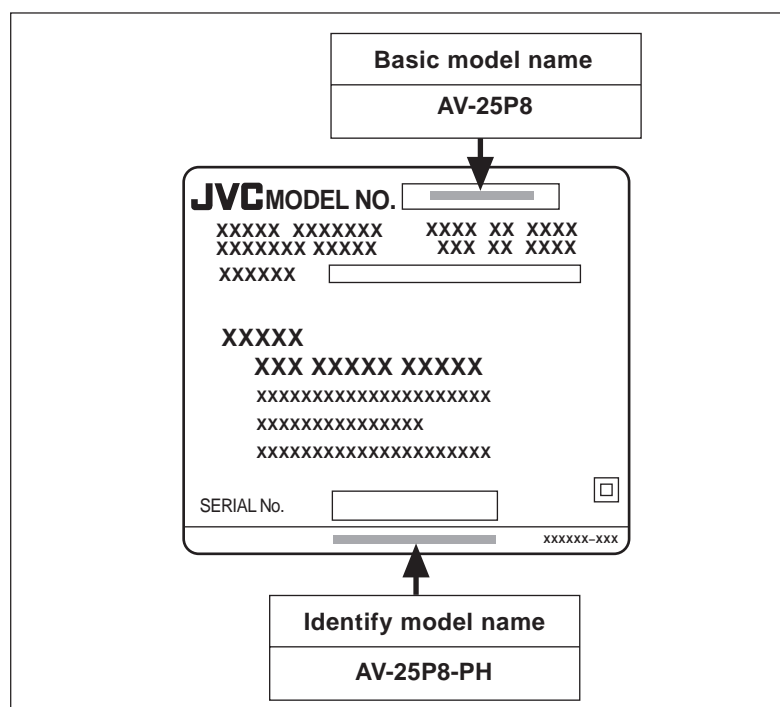 Basic model name
AV-25P8
JVC MODEL NO.
XXXXX XXXXXXX XXXX XX XXXX
XXXXXXX XXXXX XXX XX XXXX
XXXXXX
XXXXX
XXX XXXXX XXXXX
XXXXXXXXXXXXXXXXXXXXX
XXXXXXXXXXXXXXX
XXXXXXXXXXXXXXXXXXXXX
SERIAL No.
XXXXXX–XXX
Identify model name
AV-25P8-PH